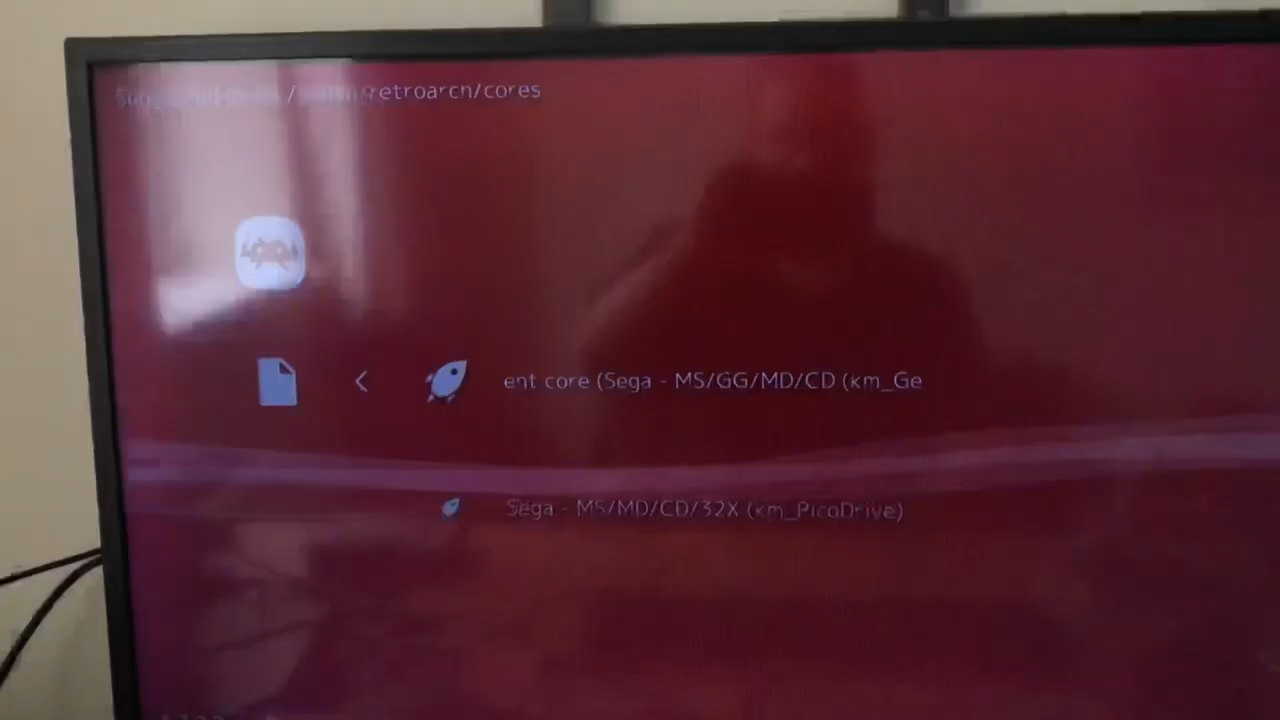 /retroarch/cores
ent core (Sega - MS/GG/MD/CD (km_Ge
Sega - MS/MD/CD/32X (km_PicoDrive)